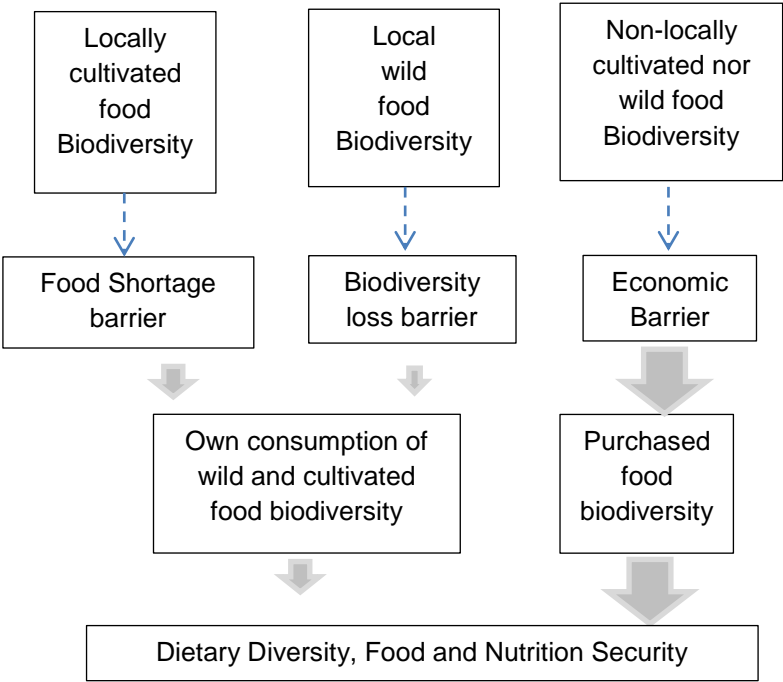 Locally
cultivated
food
Biodiversity
Local
wild
food
Biodiversity
Non-locally
cultivated nor
wild food
Biodiversity
Food Shortage
barrier
Biodiversity
loss barrier
Economic
Barrier
Own consumption of
wild and cultivated
food biodiversity
Purchased
food
biodiversity
Dietary Diversity, Food and Nutrition Security